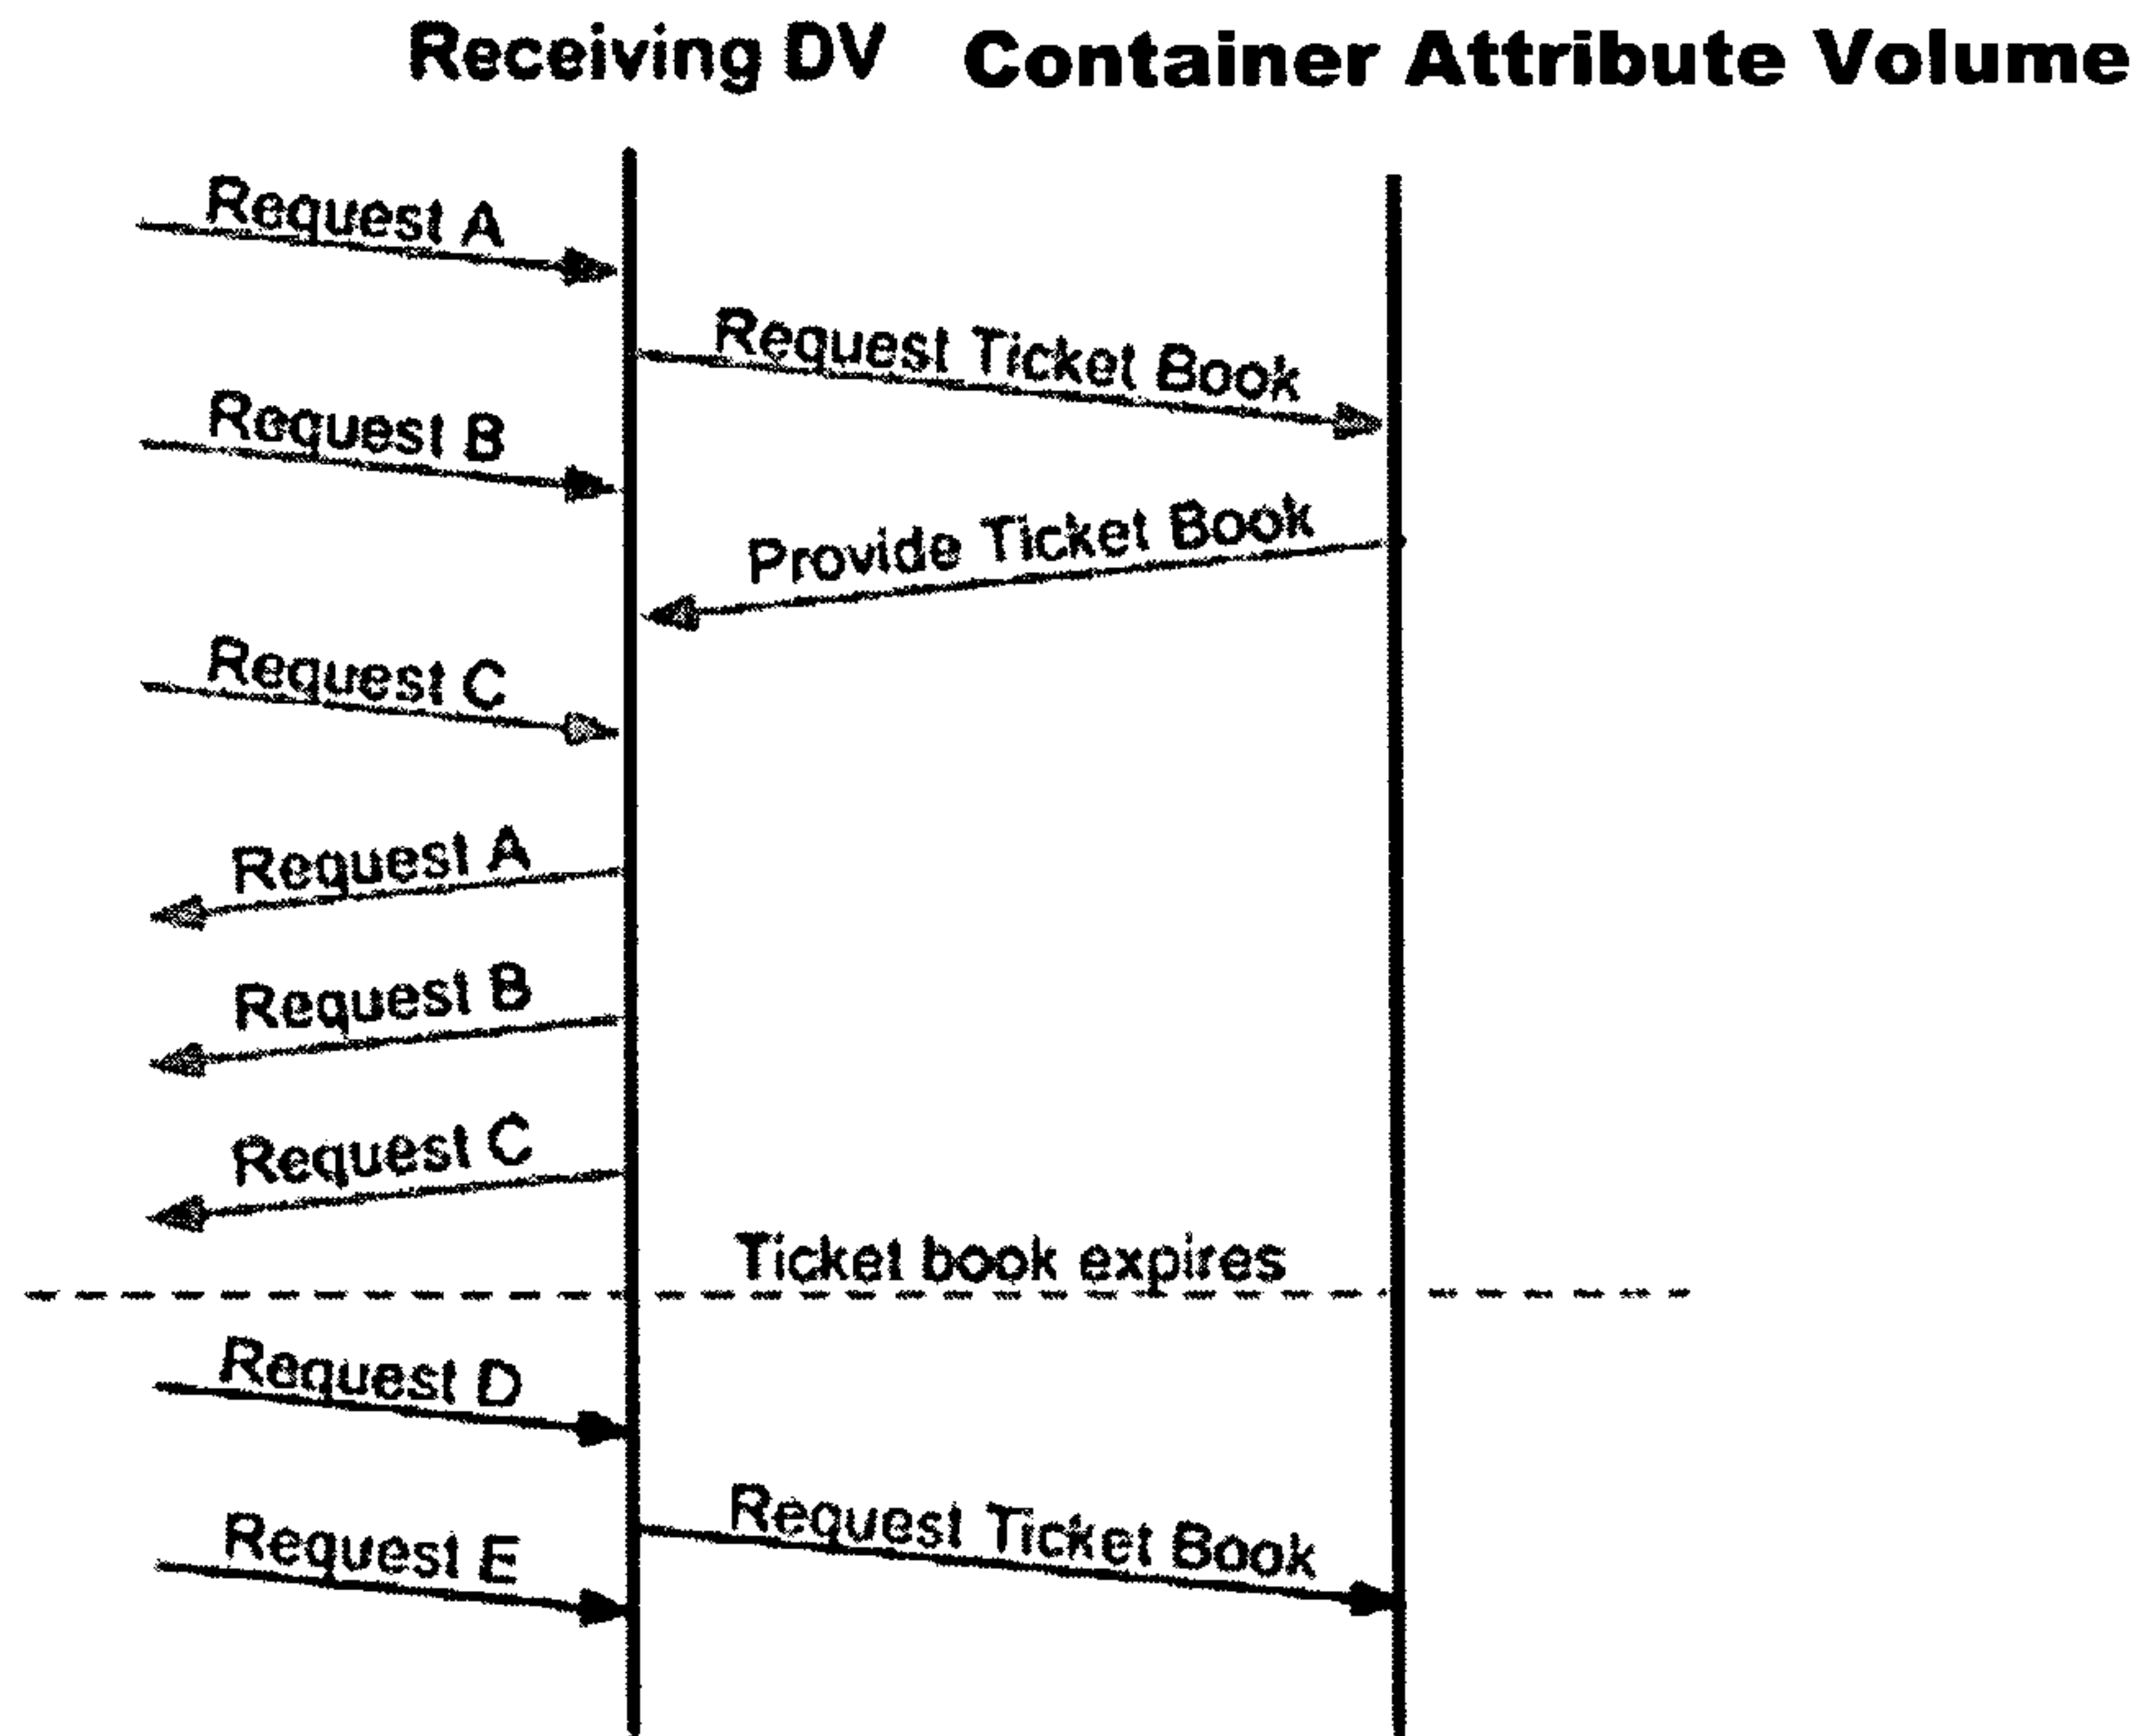 Receiving DV Container Attribute Volume
Request A
Request Ticket Book
Request B
Provide Ticket Book
Request C
Request A
Request B
Request C
Ticket book expires
Request D
Request Ticket Book
Request E